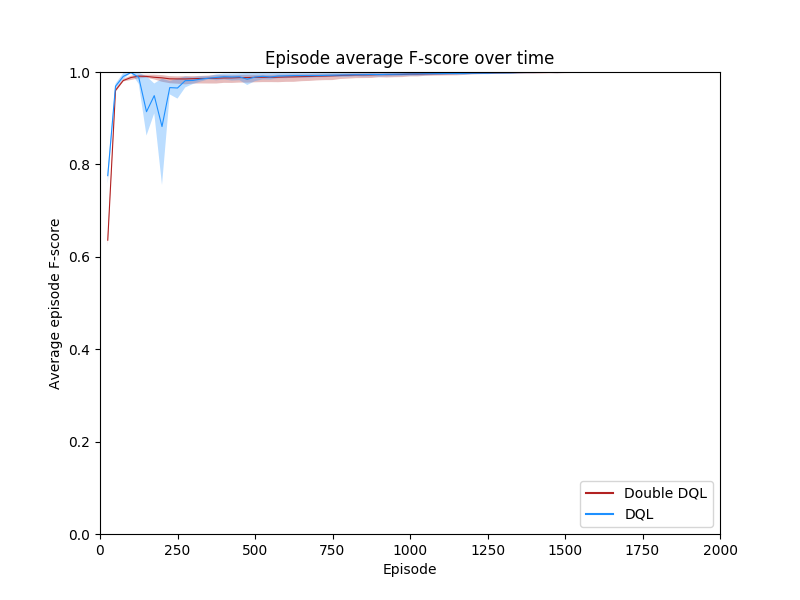 Episode average F-score over time
1.0
0.8
0.6
0.4
0.2
0.0
Average episode F-score
0 250 500 750 1000 1250 1500 1750 2000
Episode
Double DQL
DQL